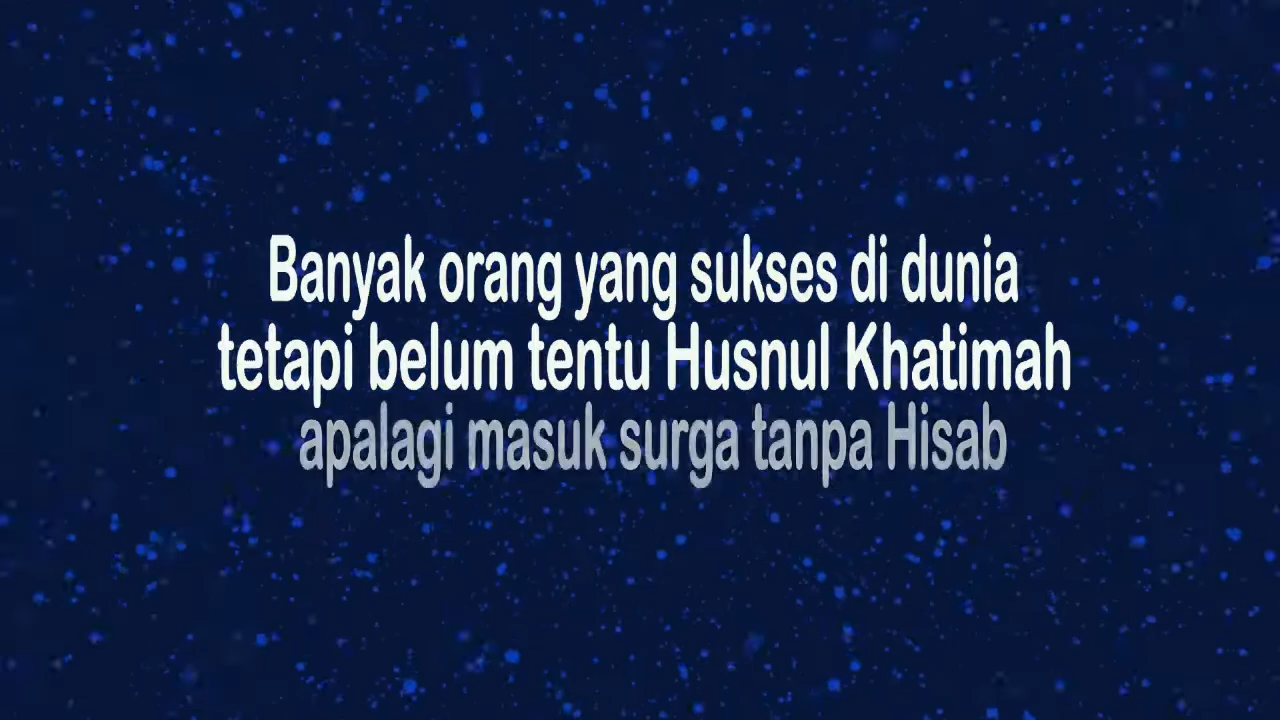 Banyak orang yang sukses di dunia
tetapi belum tentu Husnul Khatimah
apalagi masuk surga tanpa Hisab